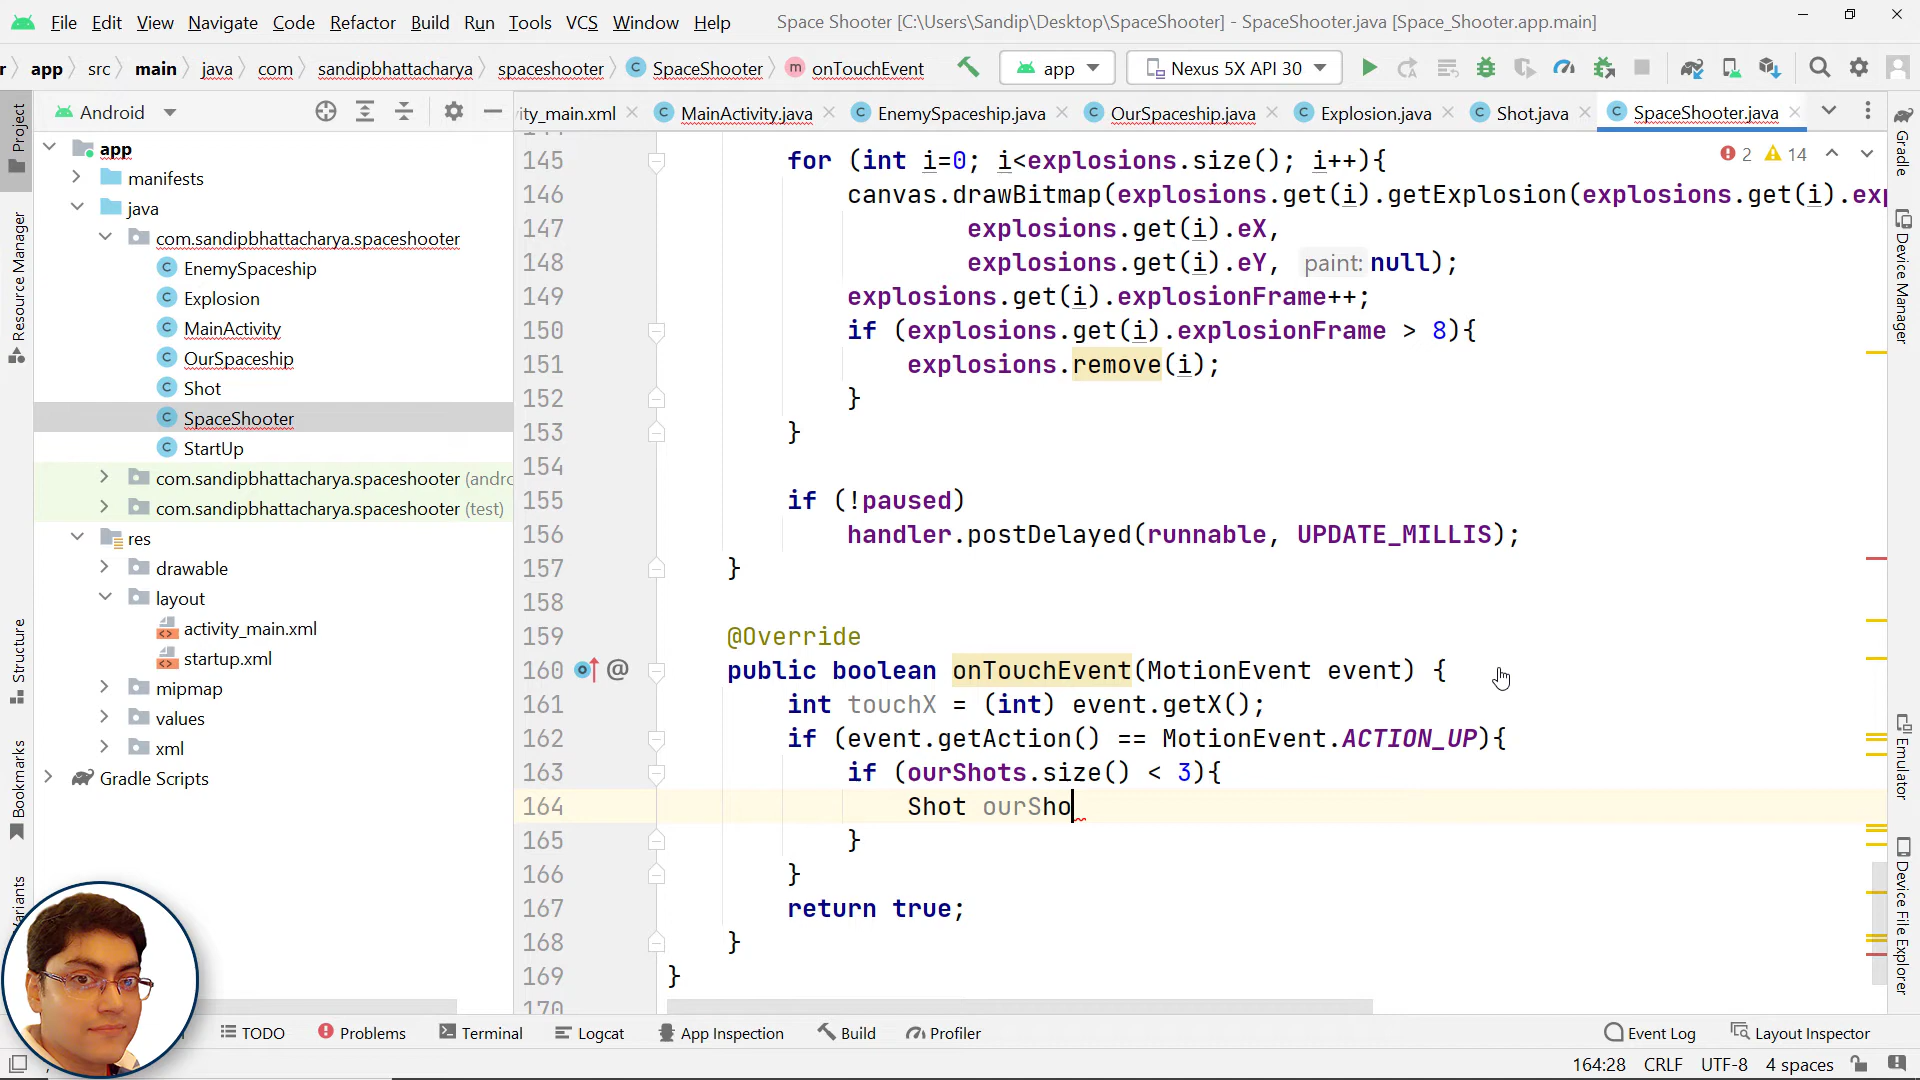 File Edit View Navigate Code Refactor Build Run Tools VCS Window Help Space Shooter [C:\Users\Sandip\Desktop\SpaceShooter] - SpaceShooter.java [Space_Shooter.app.main]
r app src main java com sandipbhattacharya spaceshooter SpaceShooter onTouchEvent app Nexus 5X API 30
Android
ity_main.xml MainActivity.java EnemySpaceship.java OurSpaceship.java Explosion.java Shot.java SpaceShooter.java
2 14
Project
Resource Manager
Structure
Bookmarks
ariants
app
manifests
java
com.sandipbhattacharya.spaceshooter
EnemySpaceship
Explosion
MainActivity
OurSpaceship
Shot
SpaceShooter
StartUp
com.sandipbhattacharya.spaceshooter (andro
com.sandipbhattacharya.spaceshooter (test)
res
drawable
layout
activity_main.xml
startup.xml
mipmap
values
xml
Gradle Scripts
145 for (int i=0; i<explosions.size(); i++){
146 canvas.drawBitmap(explosions.get(i).getExplosion(explosions.get(i).exp
147 explosions.get(i).eX,
148 explosions.get(i).eY, paint: null);
149 explosions.get(i).explosionFrame++;
150 if (explosions.get(i).explosionFrame > 8){
151 explosions.remove(i);
152 }
153 }
154
155 if (!paused)
156 handler.postDelayed(runnable, UPDATE_MILLIS);
157 }
158
159 @Override
160 @ public boolean onTouchEvent(MotionEvent event) {
161 int touchX = (int) event.getX();
162 if (event.getAction() == MotionEvent.ACTION_UP){
163 if (ourShots.size() < 3){
164 Shot ourSho
165 }
166 }
167 return true;
168 }
169 }
170
Gradle
Device Manager
Emulator
Device File Explorer
TODO Problems Terminal Logcat App Inspection Build Profiler Event Log Layout Inspector
164:28 CRLF UTF-8 4 spaces